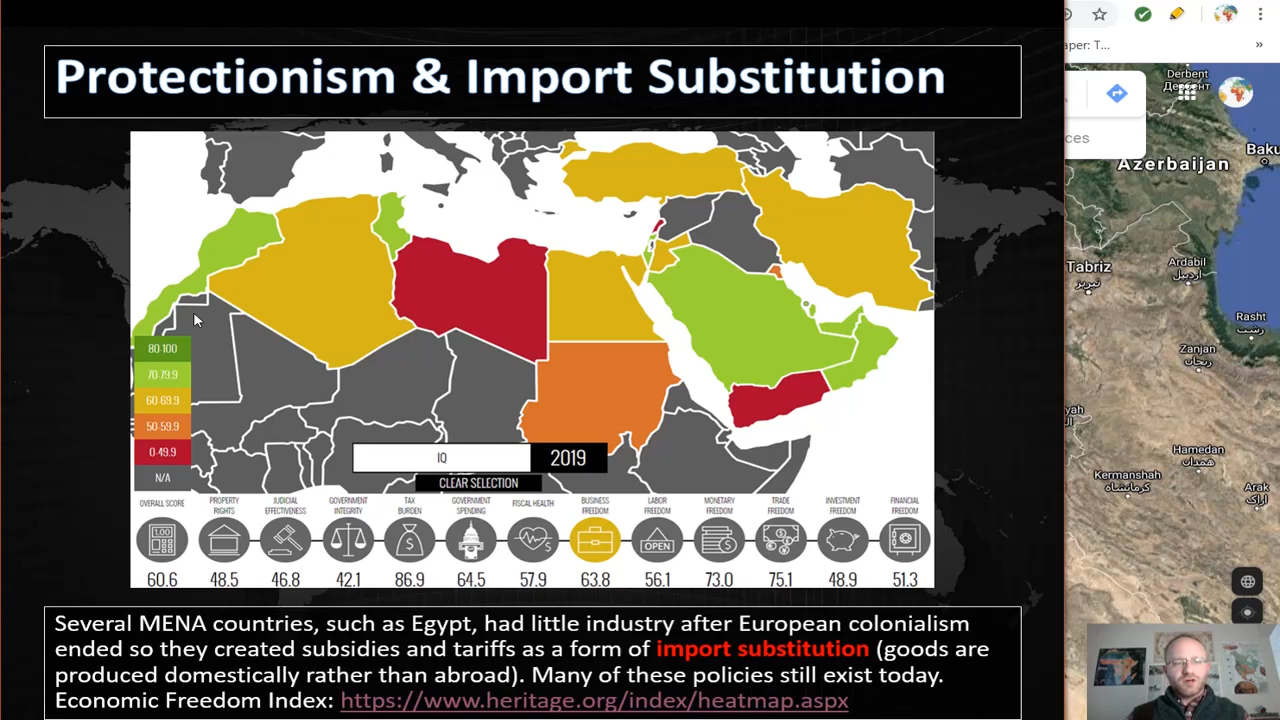 Protectionism & Import Substitution
80-100
70-79.9
60-69.9
50-59.9
0-49.9
N/A
IQ
2019
CLEAR SELECTION
OVERALL SCORE
PROPERTY RIGHTS
JUDICIAL EFFECTIVENESS
GOVERNMENT INTEGRITY
TAX BURDEN
GOVERNMENT SPENDING
FISCAL HEALTH
BUSINESS FREEDOM
LABOR FREEDOM
MONETARY FREEDOM
TRADE FREEDOM
INVESTMENT FREEDOM
FINANCIAL FREEDOM
1.00
OPEN
60.6 48.5 46.8 42.1 86.9 64.5 57.9 63.8 56.1 73.0 75.1 48.9 51.3
Several MENA countries, such as Egypt, had little industry after European colonialism
ended so they created subsidies and tariffs as a form of import substitution (goods are
produced domestically rather than abroad). Many of these policies still exist today.
Economic Freedom Index: https://www.heritage.org/index/heatmap.aspx
aper: T...
»
ces
Derbent
Дербент
Baku
Azerbaijan
Ardabil
اردبیل
Tabriz
تبریز
Rasht
رشت
Zanjan
زنجان
yah
Hamedan
همدان
Kermanshah
کرمانشاه
Arak
اراک